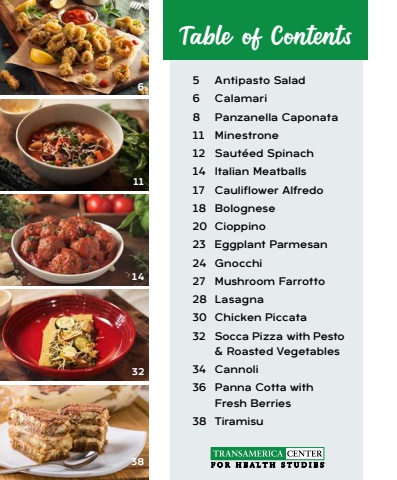 Table of Contents
5 Antipasto Salad
6 Calamari
8 Panzanella Caponata
11 Minestrone
12 Sautéed Spinach
14 Italian Meatballs
17 Cauliflower Alfredo
18 Bolognese
20 Cioppino
23 Eggplant Parmesan
24 Gnocchi
27 Mushroom Farrotto
28 Lasagna
30 Chicken Piccata
32 Socca Pizza with Pesto
& Roasted Vegetables
34 Cannoli
36 Panna Cotta with
Fresh Berries
38 Tiramisu
TRANSAMERICA CENTER
FOR HEALTH STUDIES
6
11
14
32
38